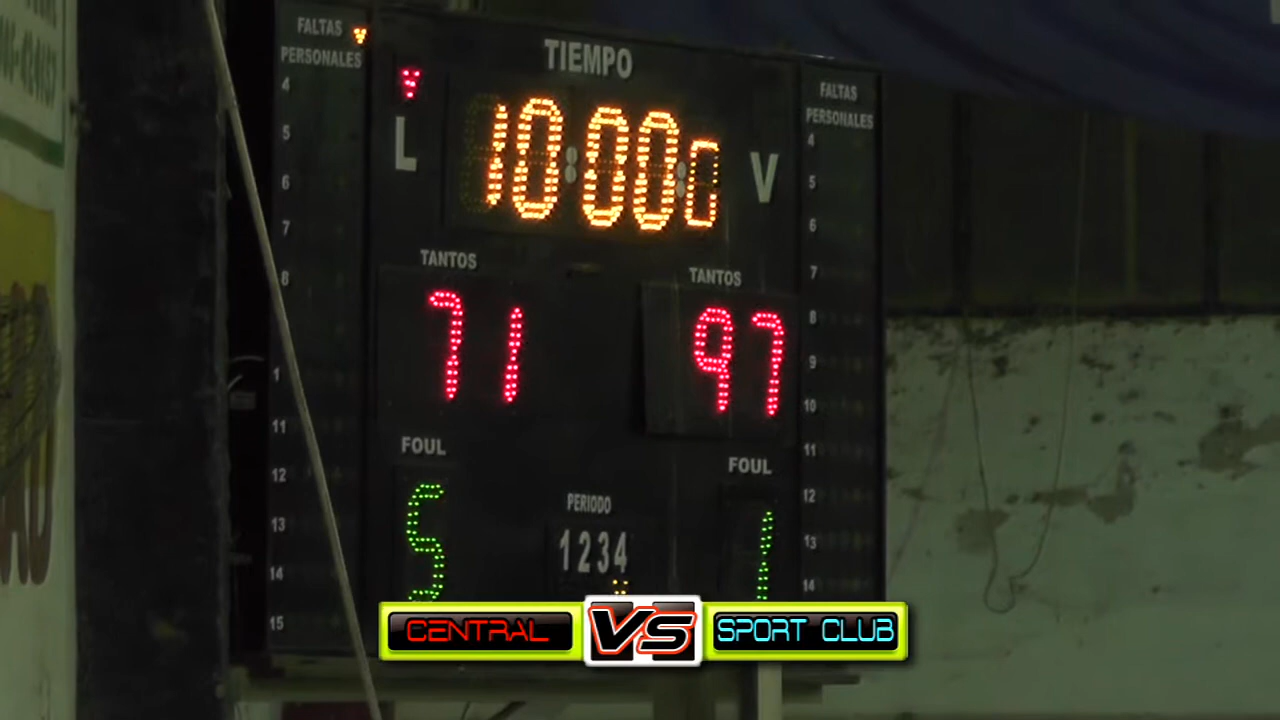 FALTAS
PERSONALES
4
5
6
7
8
1
11
12
13
14
15
TIEMPO
L
10:00:0
V
TANTOS
71
TANTOS
97
FOUL
5
FOUL
1
PERIODO
1234
FALTAS
PERSONALES
4
5
6
7
8
9
10
11
12
13
14
CENTRAL VS SPORT CLUB